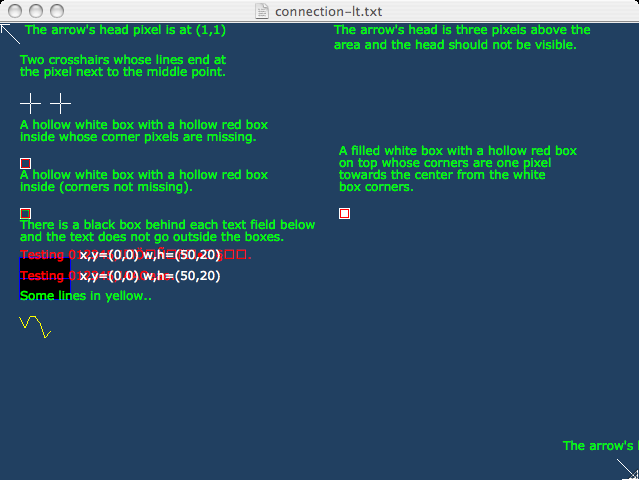 connection-lt.txt
The arrow's head pixel is at (1,1)
The arrow's head is three pixels above the
area and the head should not be visible.
Two crosshairs whose lines end at
the pixel next to the middle point.
A hollow white box with a hollow red box
inside whose corner pixels are missing.
A filled white box with a hollow red box
on top whose corners are one pixel
towards the center from the white
box corners.
A hollow white box with a hollow red box
inside (corners not missing).
There is a black box behind each text field below
and the text does not go outside the boxes.
Testing x,y=(0,0) w,h=(50,20)
Testing x,y=(0,0) w,h=(50,20)
Some lines in yellow..
The arrow's